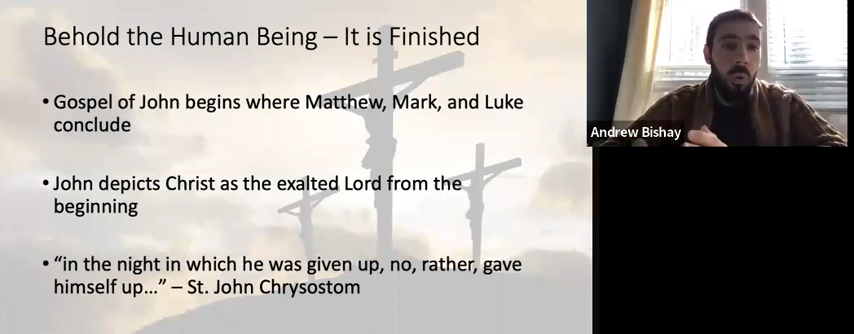 Behold the Human Being – It is Finished
• Gospel of John begins where Matthew, Mark, and Luke
conclude
• John depicts Christ as the exalted Lord from the
beginning
• “in the night in which he was given up, no, rather, gave
himself up…” – St. John Chrysostom
Andrew Bishay